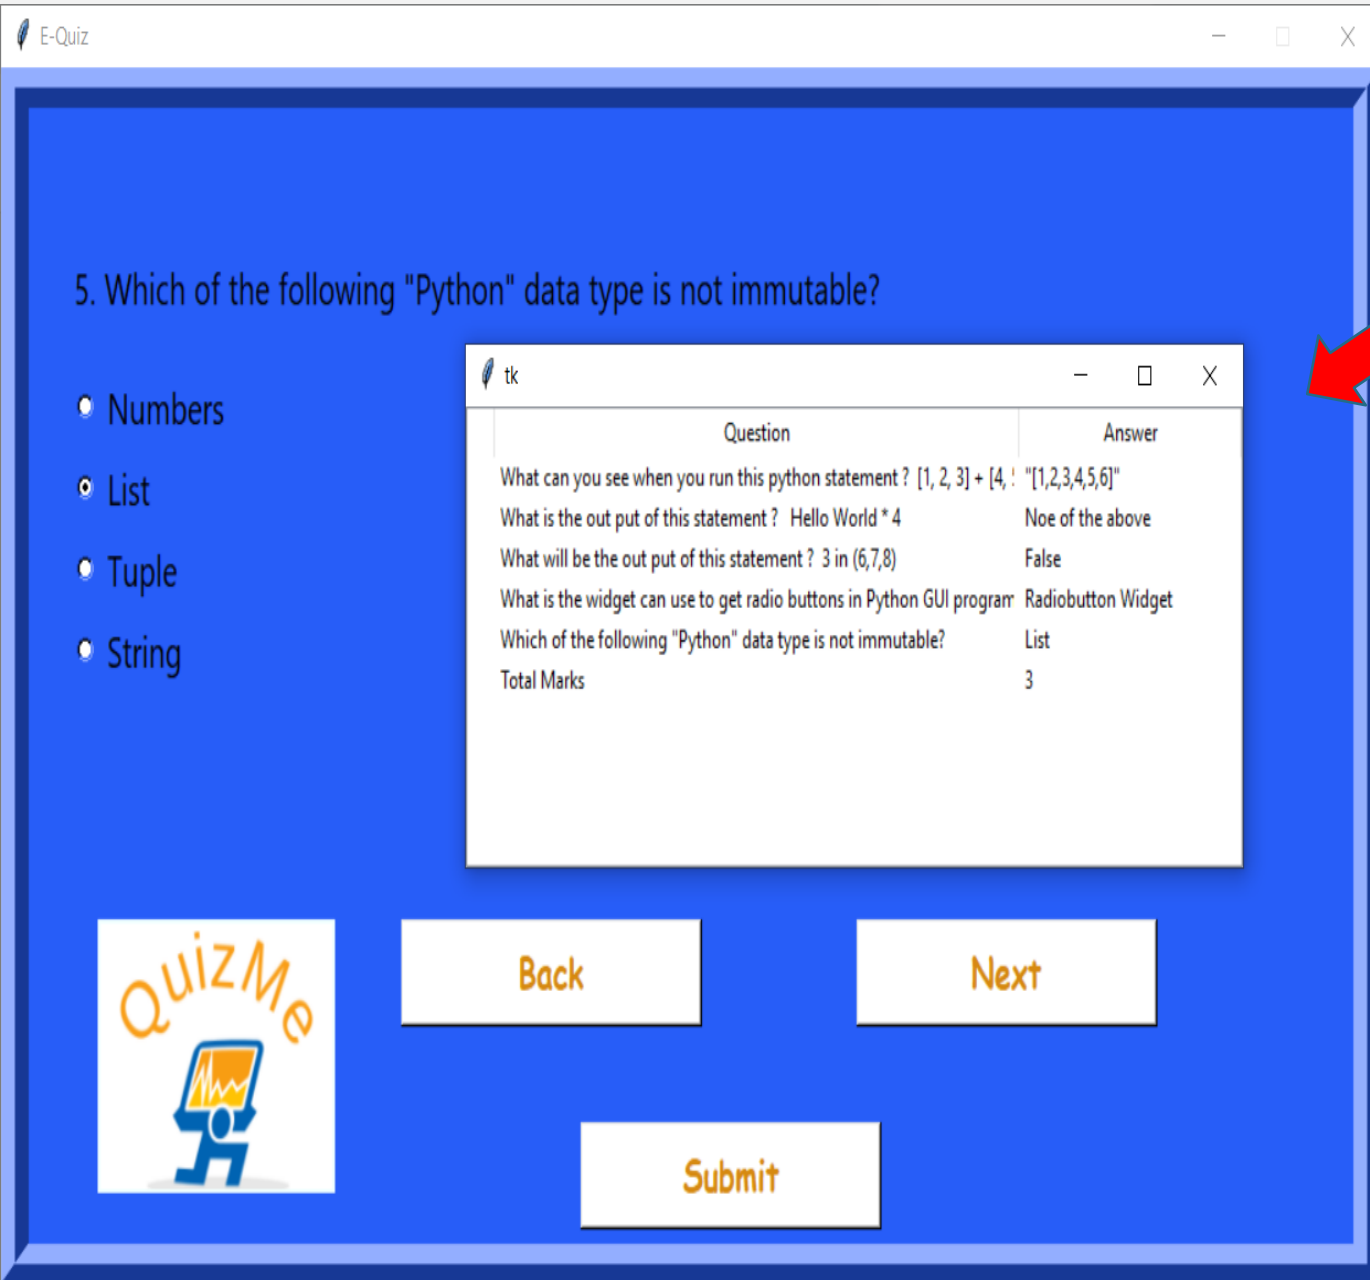 E-Quiz
5. Which of the following "Python" data type is not immutable?
Numbers
List
Tuple
String
tk
Question Answer
What can you see when you run this python statement ? [1, 2, 3] + [4, "[1,2,3,4,5,6]"
What is the out put of this statement ? Hello World * 4 Noe of the above
What will be the out put of this statement ? 3 in (6,7,8) False
What is the widget can use to get radio buttons in Python GUI program Radiobutton Widget
Which of the following "Python" data type is not immutable? List
Total Marks 3
QuizMe
Back Next
Submit